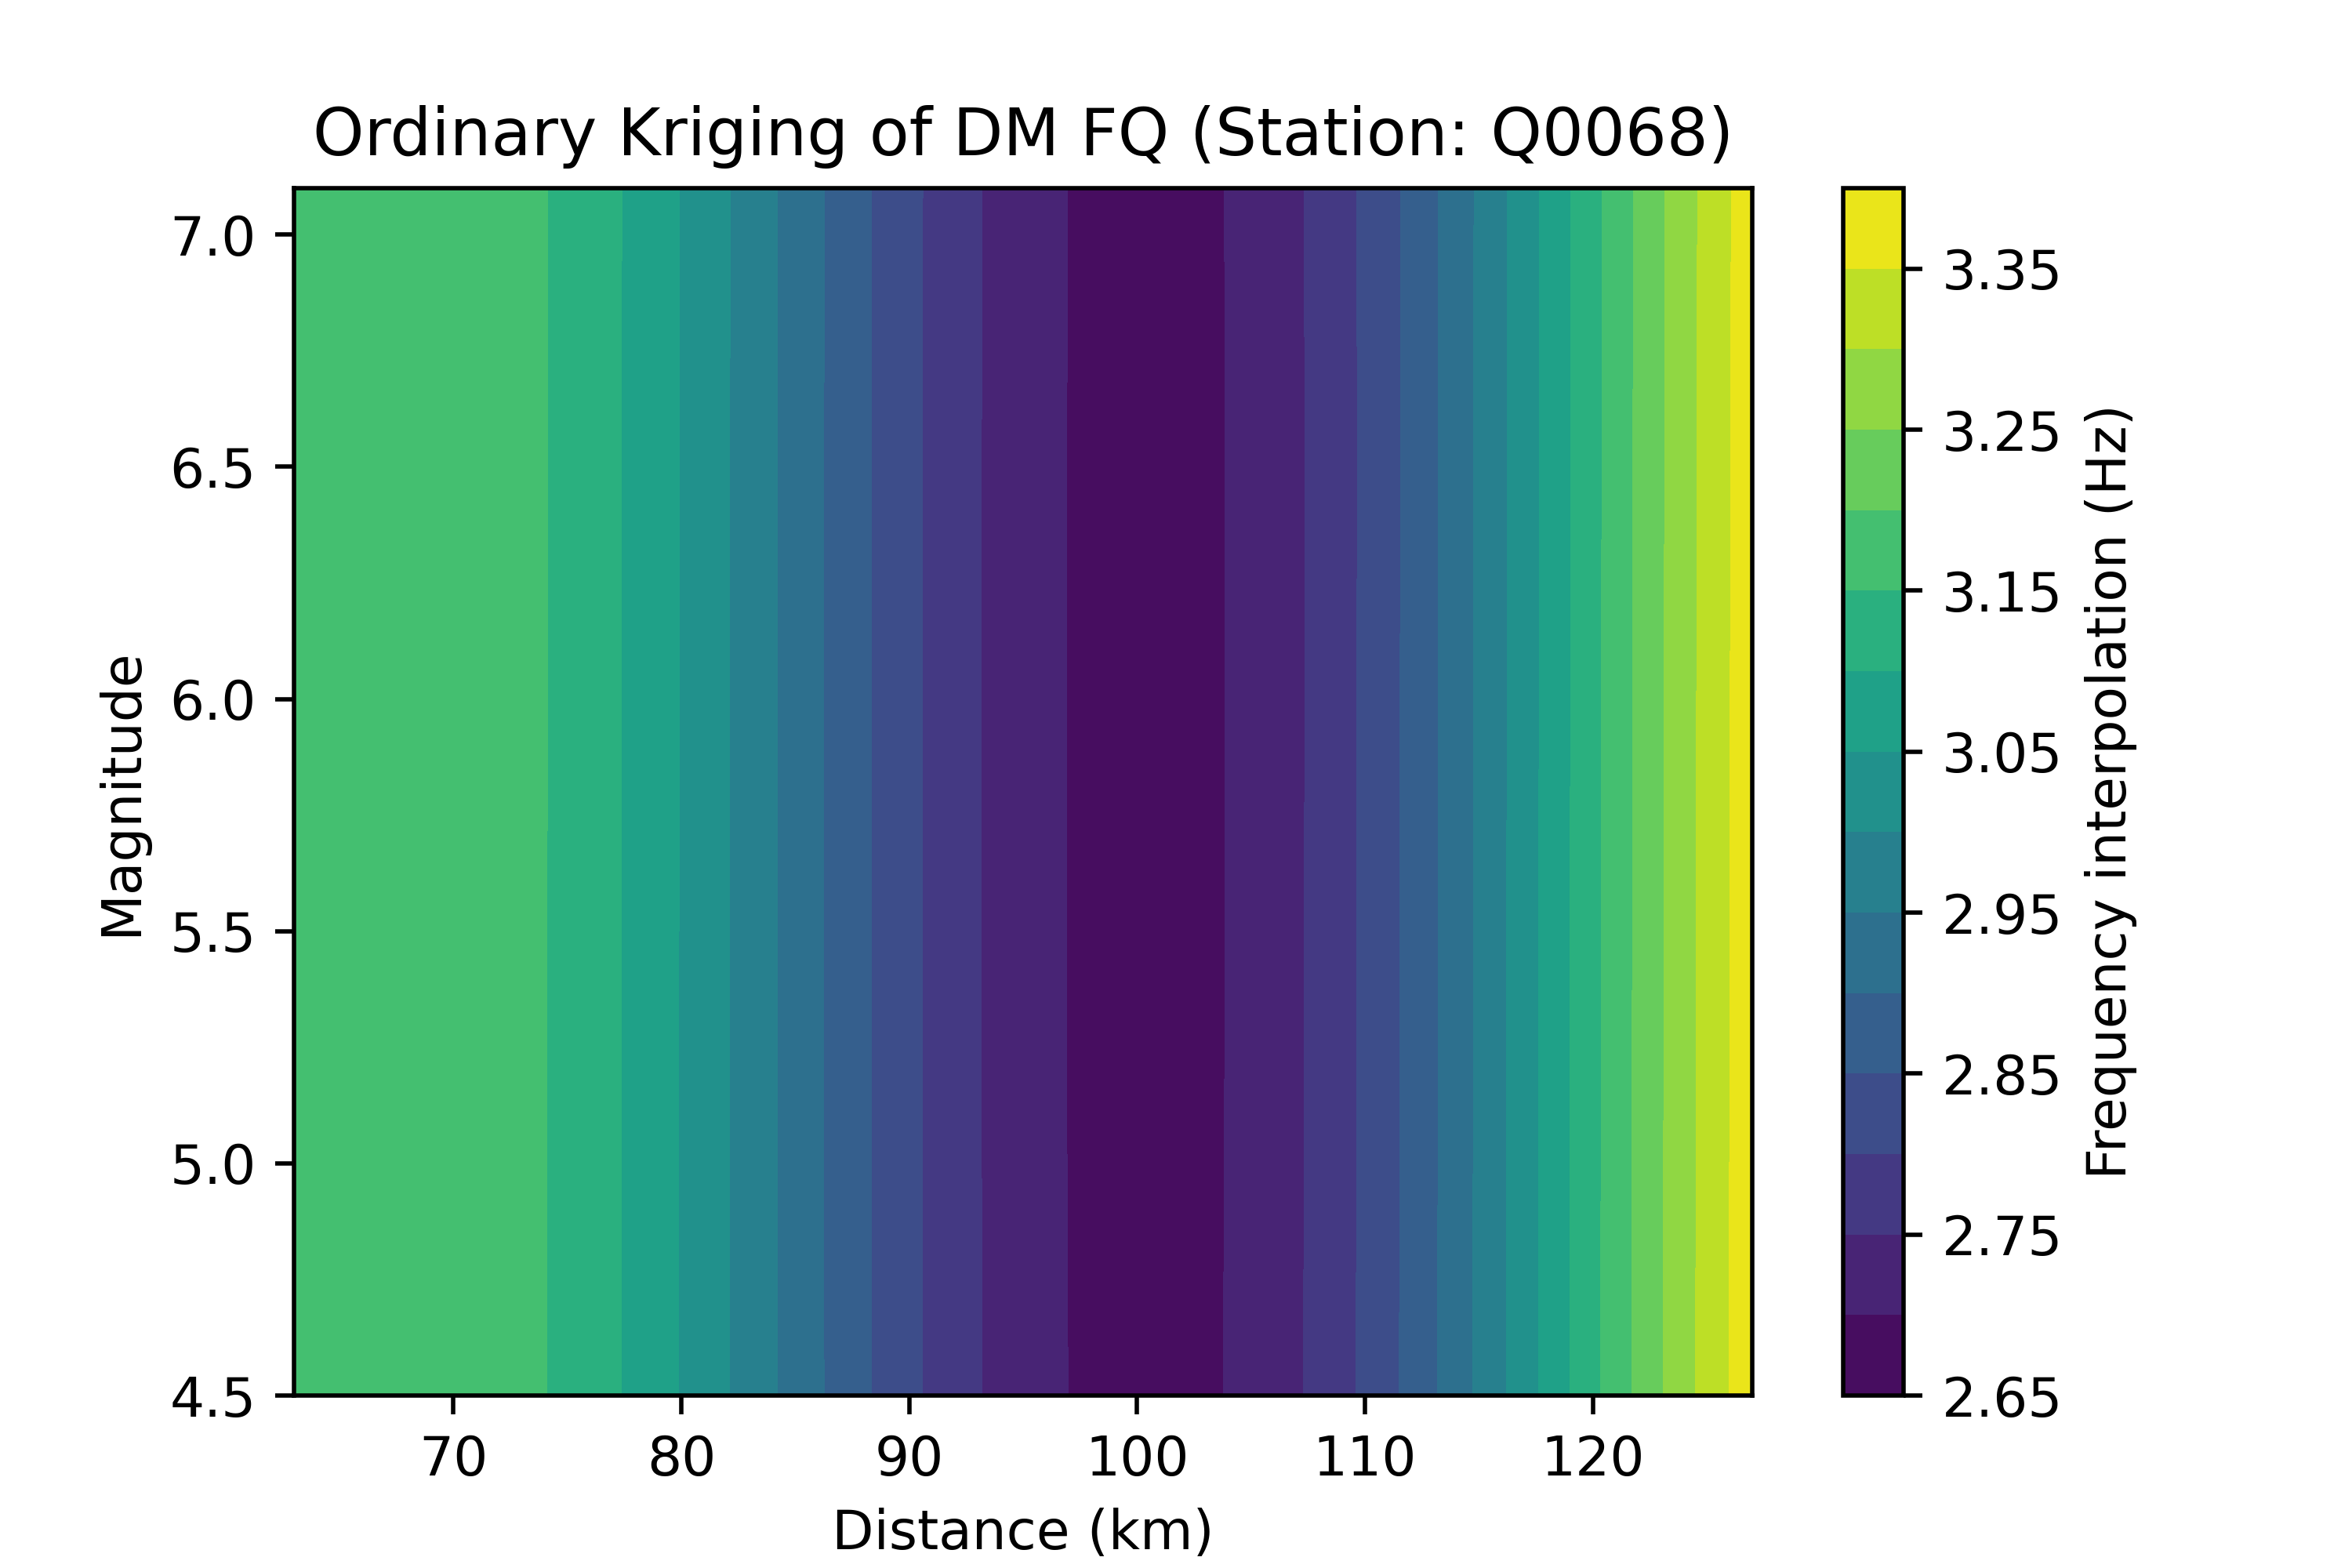 Ordinary Kriging of DM FQ (Station: Q0068)
7.0
6.5
6.0
5.5
5.0
4.5
Magnitude
70 80 90 100 110 120
Distance (km)
3.35
3.25
3.15
3.05
2.95
2.85
2.75
2.65
Frequency interpolation (Hz)